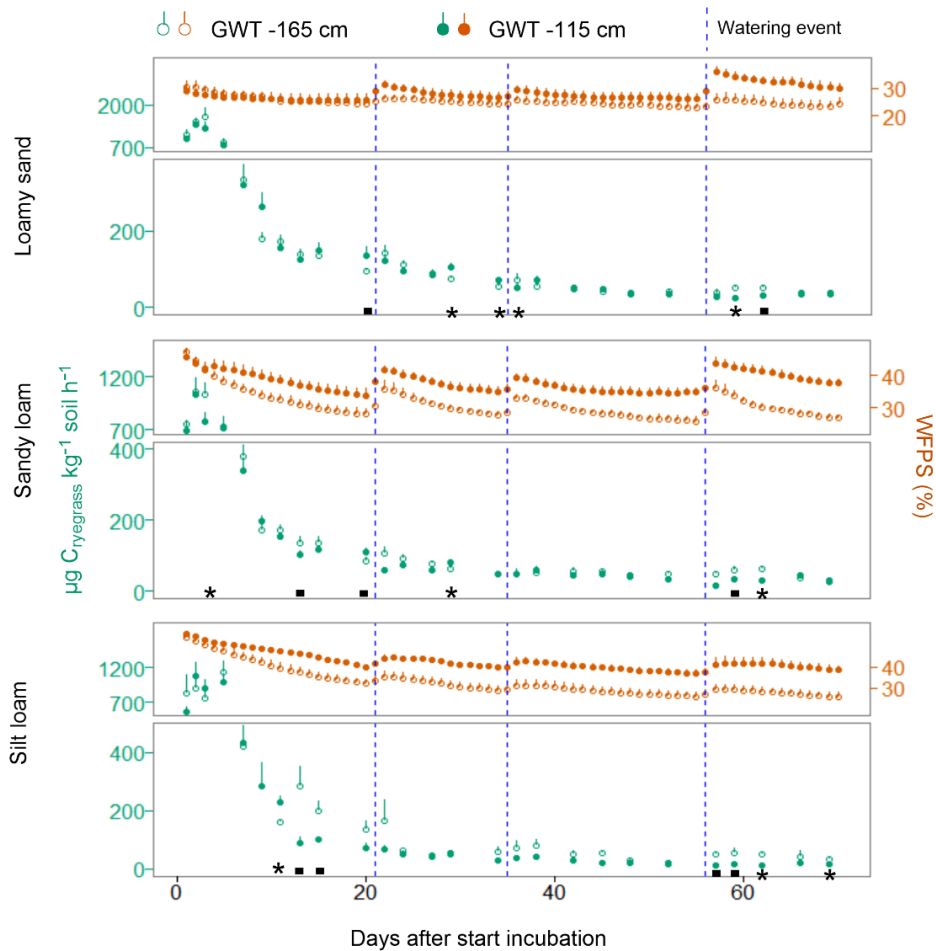 GWT -165 cm GWT -115 cm Watering event
Loamy sand
2000
700
30
20
200
0
* * * *
Sandy loam
µg C ryegrass kg⁻¹ soil h⁻¹
1200
700
40
30
WFPS (%)
400
200
0
* * *
Silt loam
1200
700
40
30
400
200
0
* * *
0 20 40 60
Days after start incubation